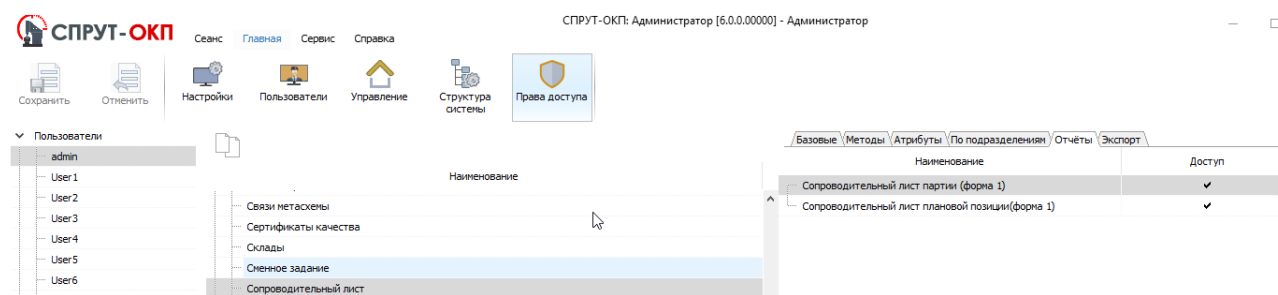 СПРУТ-ОКП: Администратор [6.0.0.00000] - Администратор
СПРУТ-ОКП
Сеанс Главная Сервис Справка
Сохранить Отменить Настройки Пользователи Управление Структура системы Права доступа
Пользователи
admin
User1
User2
User3
User4
User5
User6
Наименование
Связи метасхемы
Сертификаты качества
Склады
Сменное задание
Сопроводительный лист
Базовые Методы Атрибуты По подразделениям Отчёты Экспорт
Наименование Доступ
Сопроводительный лист партии (форма 1)
Сопроводительный лист плановой позиции(форма 1)